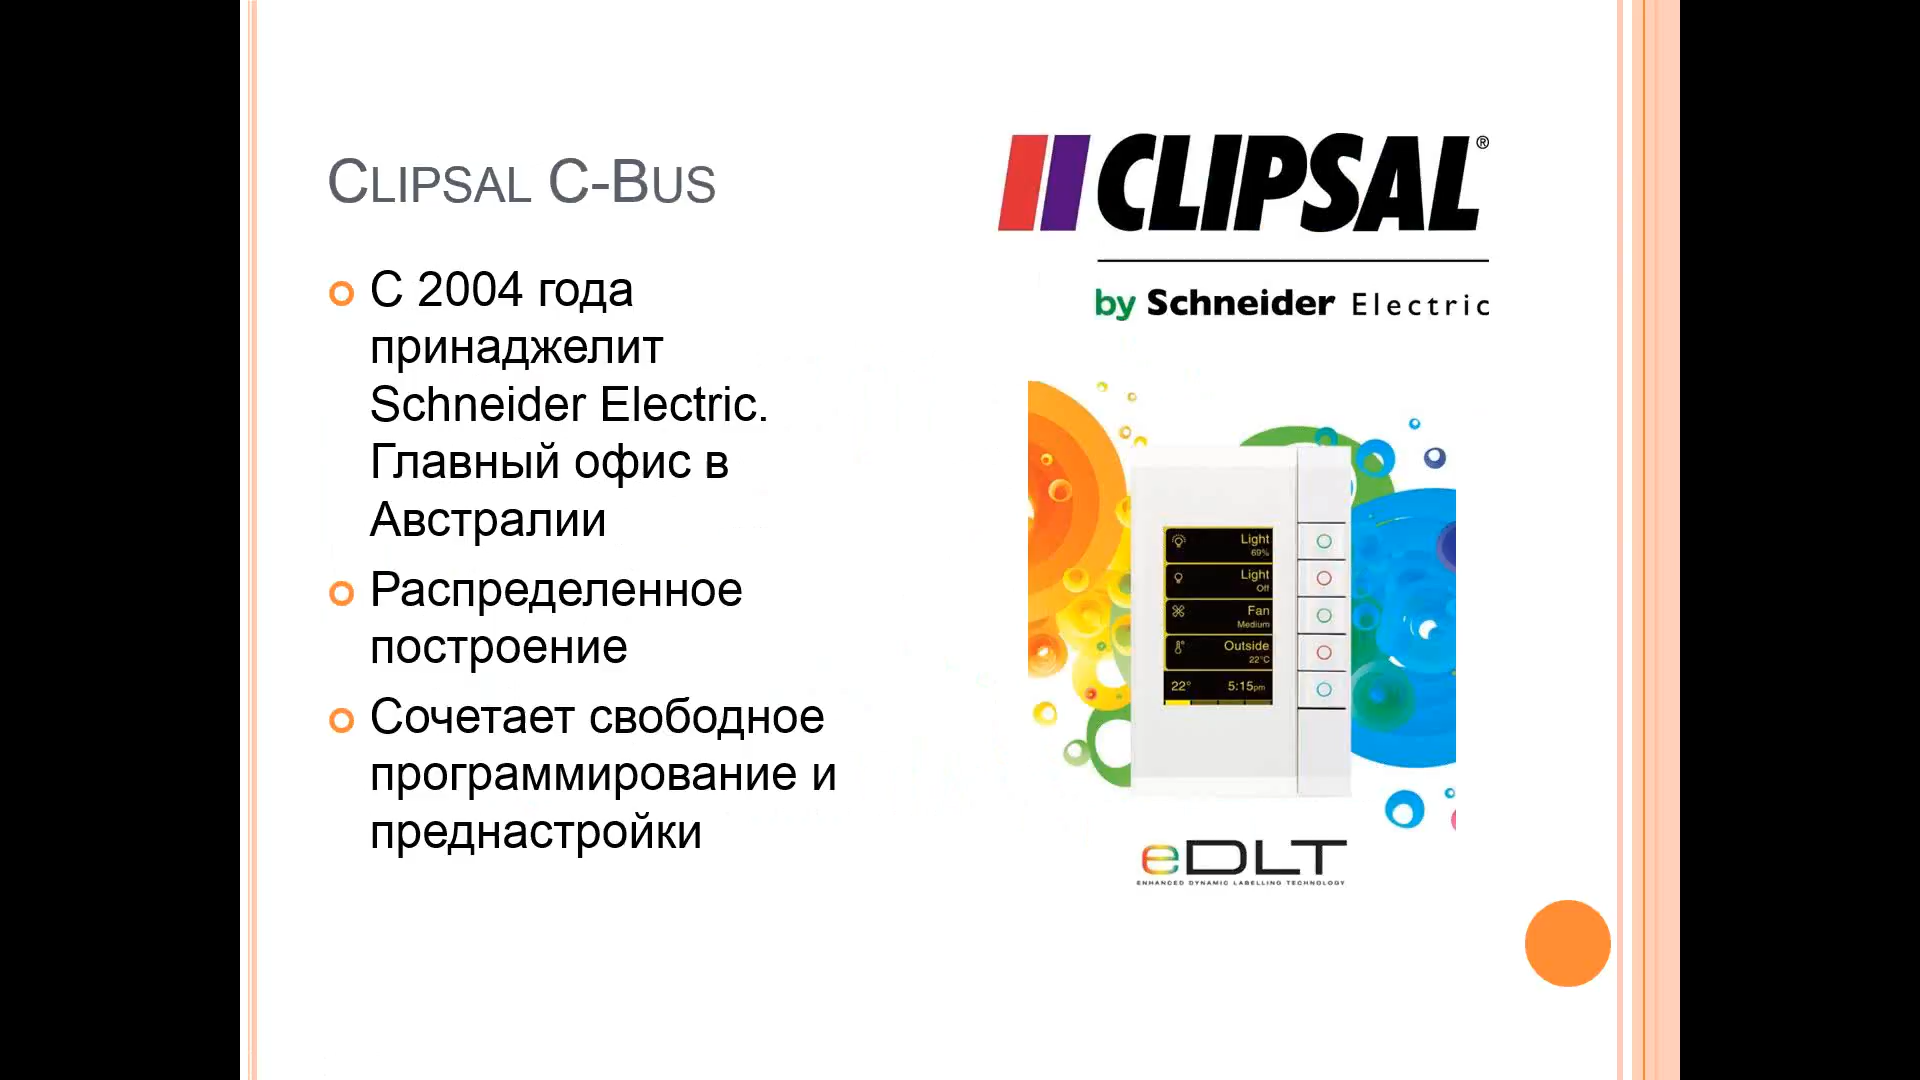 Clipsal C-Bus
С 2004 года
принаджелит
Schneider Electric.
Главный офис в
Австралии
Распределенное
построение
Сочетает свободное
программирование и
преднастройки
CLIPSAL®
by Schneider Electric
Light
69%
Light
Off
Fan
Medium
Outside
22°C
22° 5:15pm
eDLT
ENHANCED DYNAMIC LABELLING TECHNOLOGY